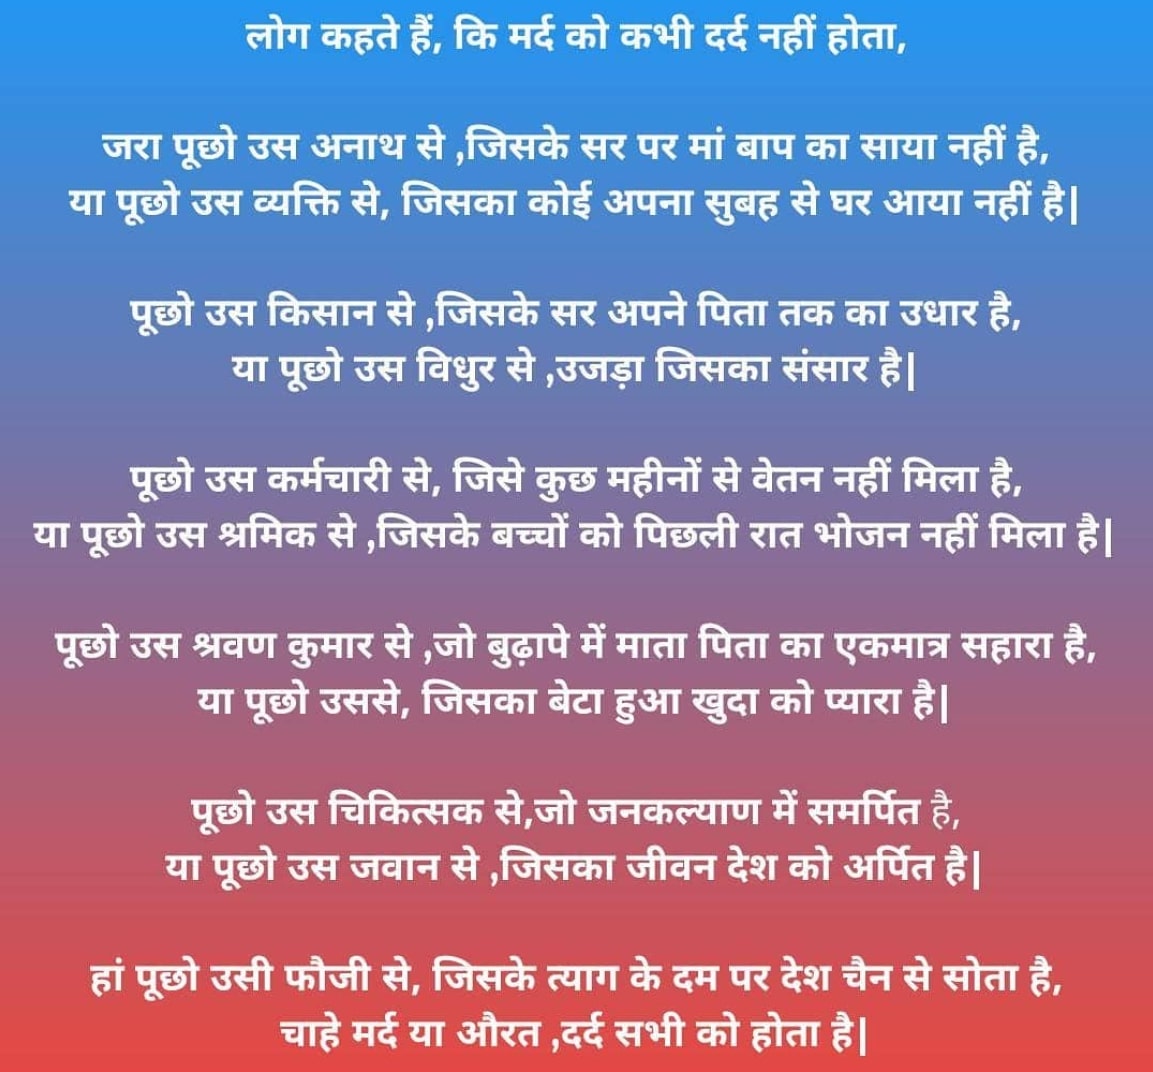 लोग कहते हैं, कि मर्द को कभी दर्द नहीं होता,
जरा पूछो उस अनाथ से ,जिसके सर पर मां बाप का साया नहीं है,
या पूछो उस व्यक्ति से, जिसका कोई अपना सुबह से घर आया नहीं है|
पूछो उस किसान से ,जिसके सर अपने पिता तक का उधार है,
या पूछो उस विधुर से ,उजड़ा जिसका संसार है|
पूछो उस कर्मचारी से, जिसे कुछ महीनों से वेतन नहीं मिला है,
या पूछो उस श्रमिक से ,जिसके बच्चों को पिछली रात भोजन नहीं मिला है|
पूछो उस श्रवण कुमार से ,जो बुढ़ापे में माता पिता का एकमात्र सहारा है,
या पूछो उससे, जिसका बेटा हुआ खुदा को प्यारा है|
पूछो उस चिकित्सक से,जो जनकल्याण में समर्पित है,
या पूछो उस जवान से ,जिसका जीवन देश को अर्पित है|
हां पूछो उसी फौजी से, जिसके त्याग के दम पर देश चैन से सोता है,
चाहे मर्द या औरत ,दर्द सभी को होता है|